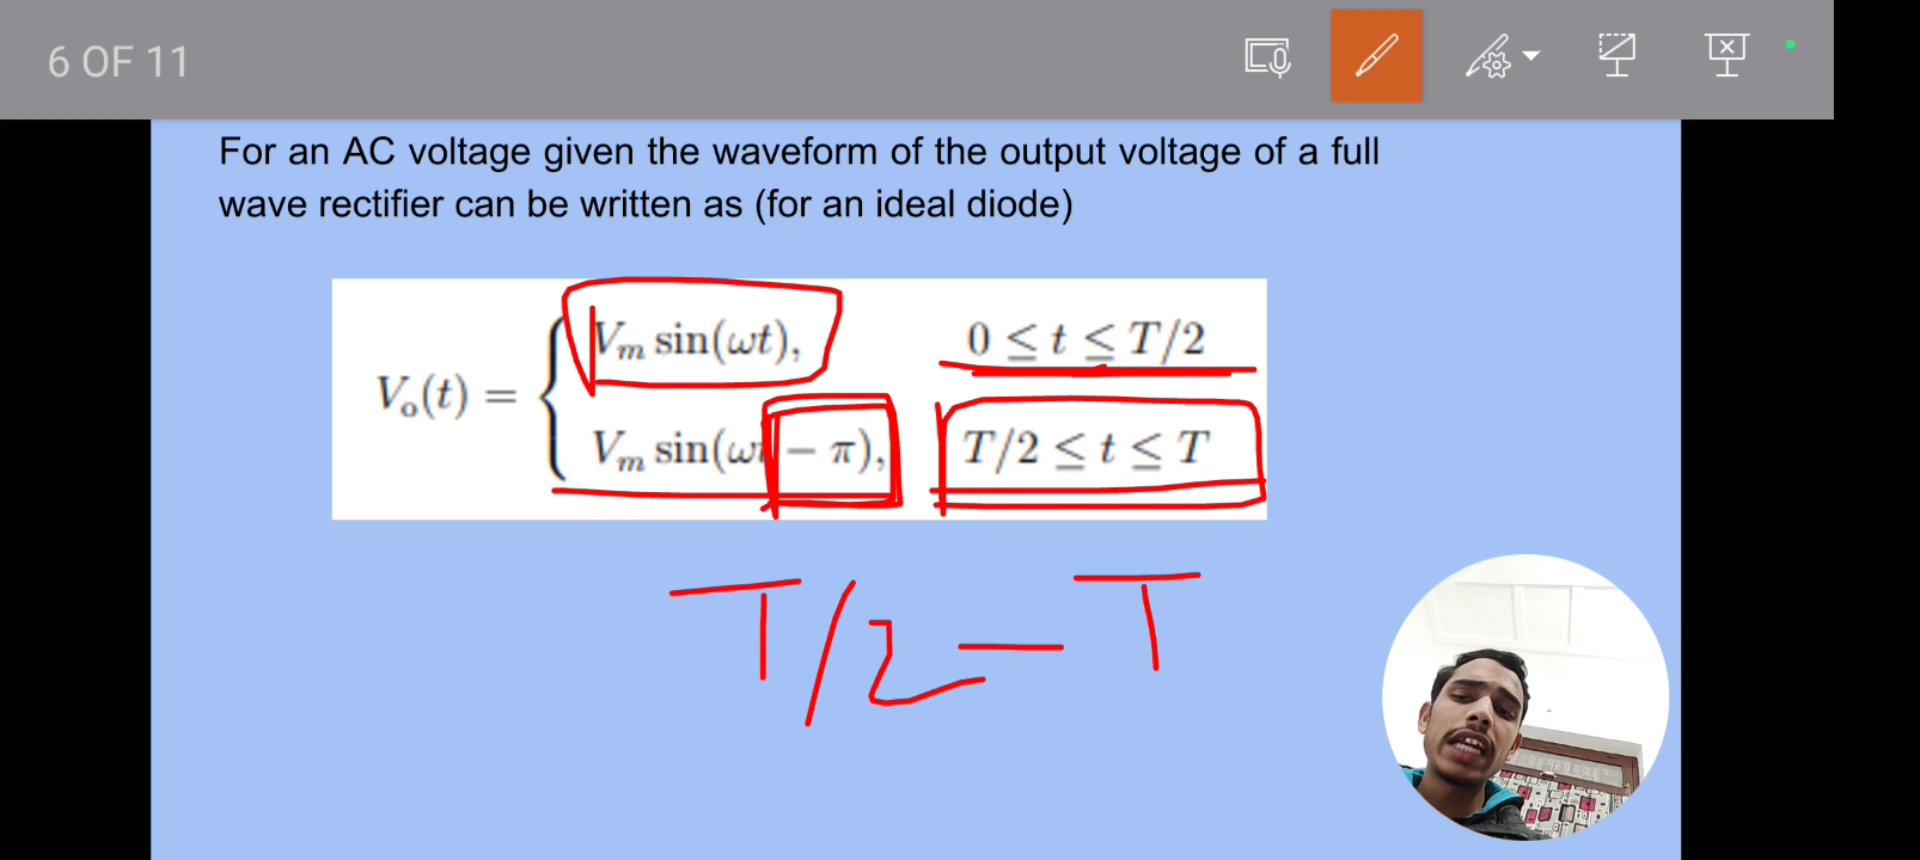 6 OF 11
For an AC voltage given the waveform of the output voltage of a full
wave rectifier can be written as (for an ideal diode)
V_m sin(ωt), 0 ≤ t ≤ T/2
V_o(t) = {
V_m sin(ωt − π), T/2 ≤ t ≤ T
T/2 — T